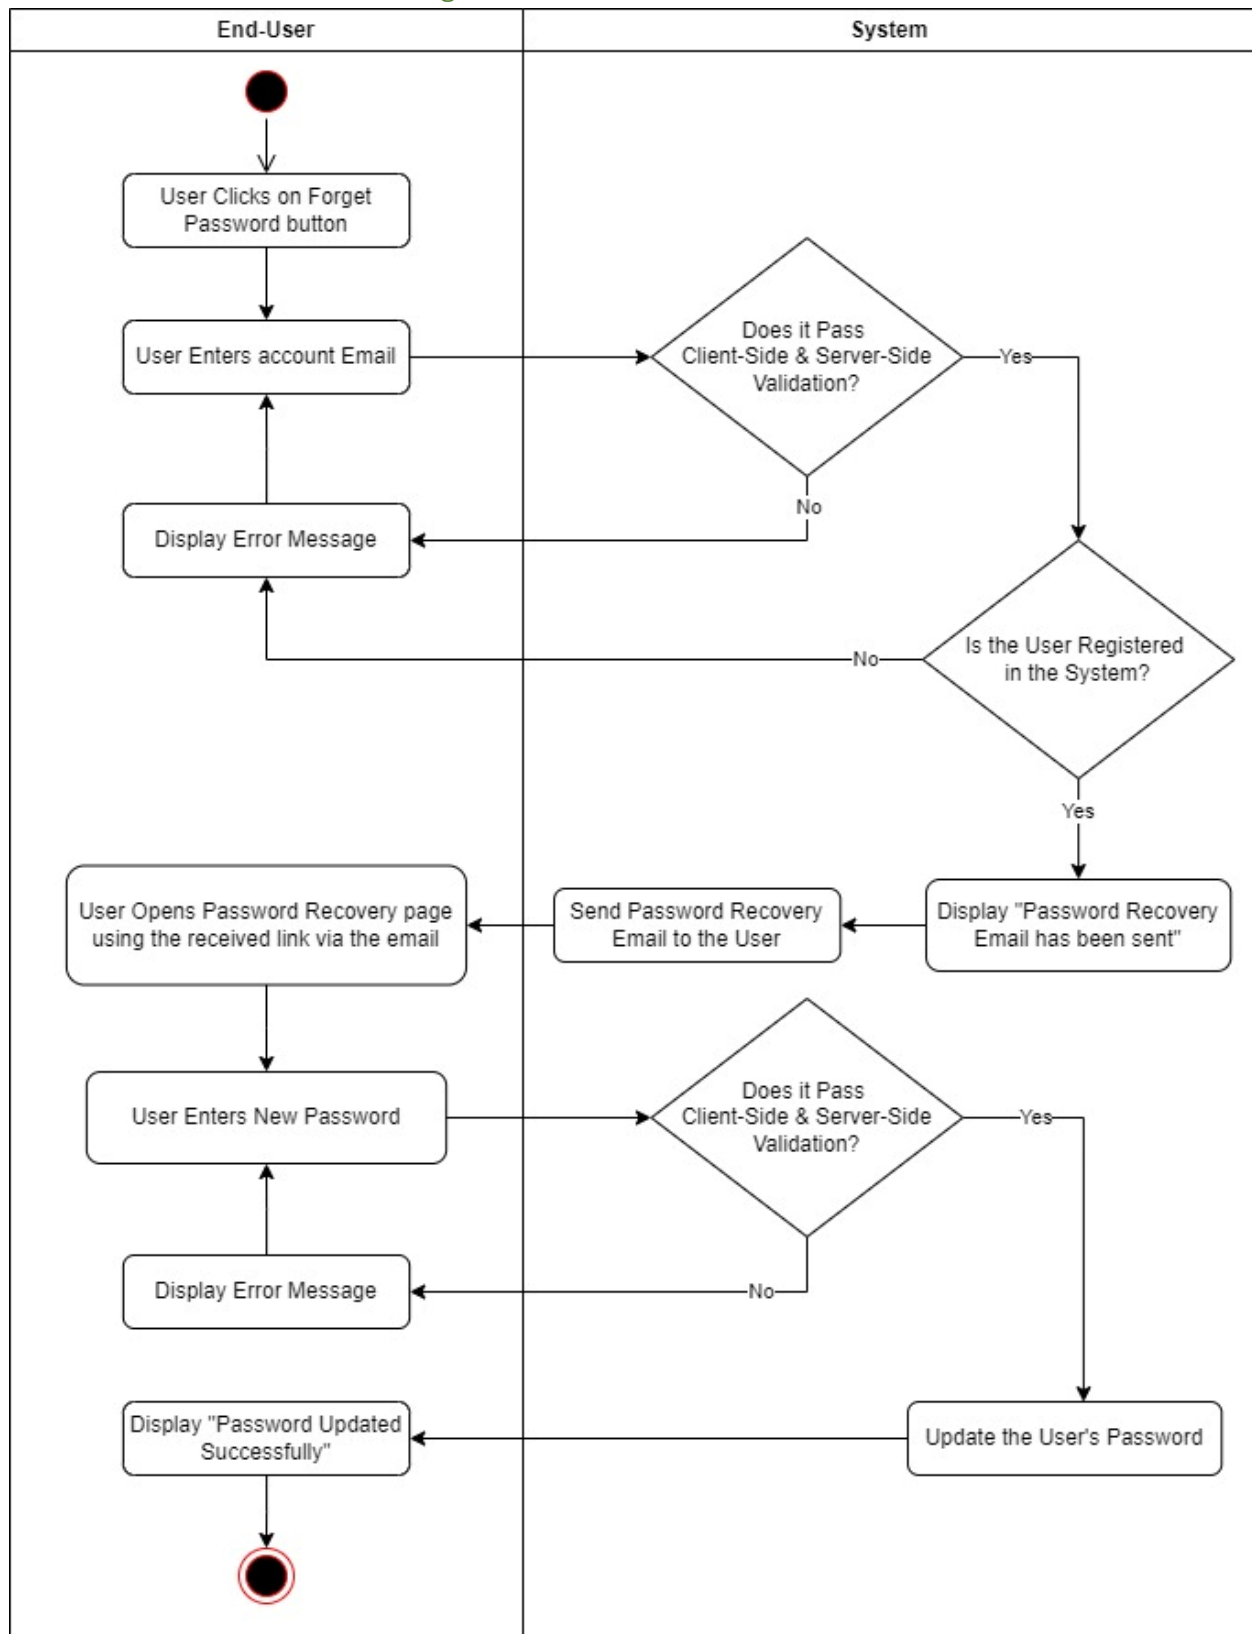 End-User
System
User Clicks on Forget
Password button
Does it Pass
Client-Side & Server-Side
Validation?
User Enters account Email
Yes
No
Display Error Message
Is the User Registered
in the System?
No
Yes
User Opens Password Recovery page
using the received link via the email
Send Password Recovery
Email to the User
Display "Password Recovery
Email has been sent"
Does it Pass
Client-Side & Server-Side
Validation?
User Enters New Password
Yes
Display Error Message
No
Display "Password Updated
Successfully"
Update the User's Password